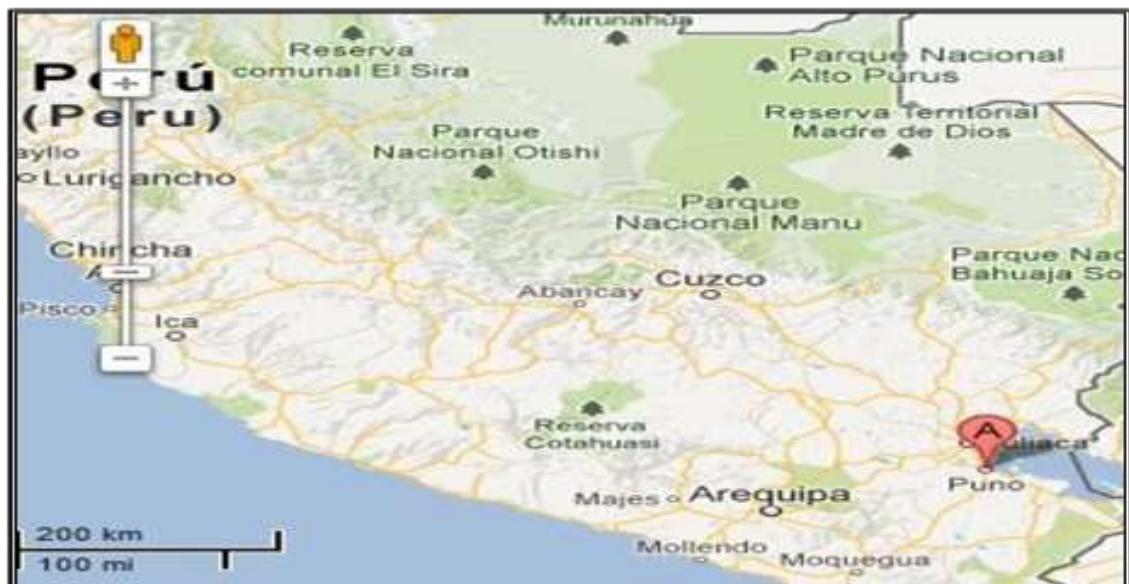 Murunahua
Reserva
comunal El Sira
Parque Nacional
Alto Purus
Perú
(Peru)
Reserva Territorial
Madre de Dios
Parque
Nacional Otishi
ayllo
Lurigancho
Parque
Nacional Manu
Chincha
A
Parque Nac
Bahuaja So
Cuzco
Abancay
Pisco
Ica
Reserva
Cotahuasi
A
uliaca
Puno
Majes
Arequipa
200 km
100 mi
Mollendo
Moquegua